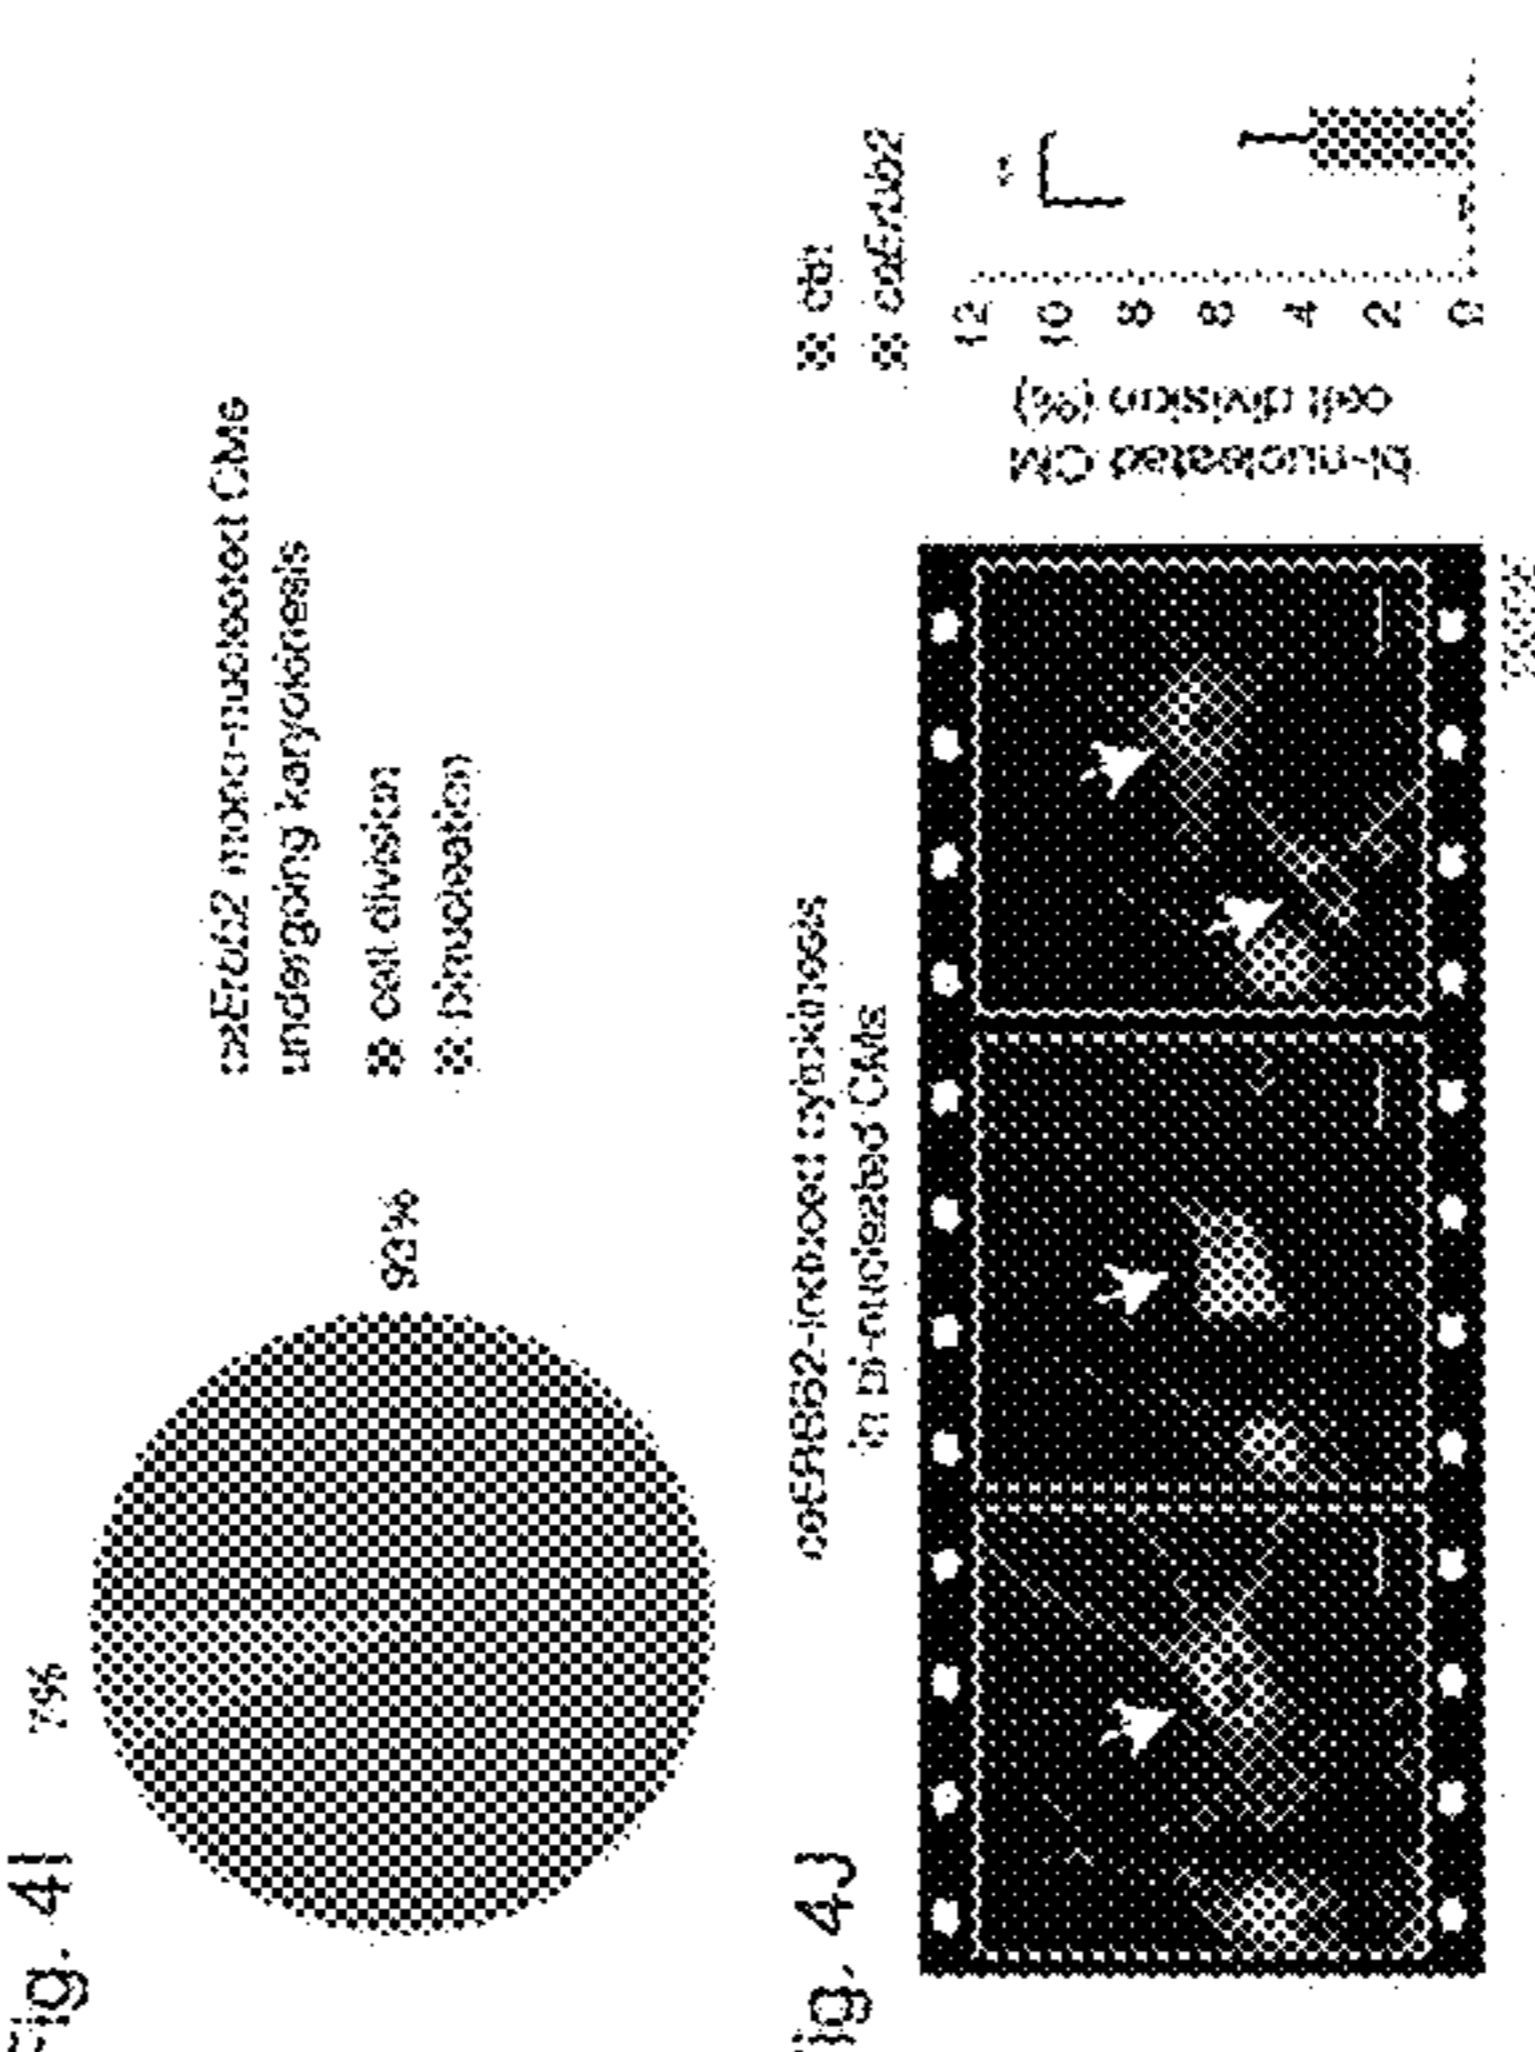 Fig. 4I
7%
93%
caErbb2 mono-nucleated CMs
undergoing karyokinesis
cell division
binucleation
Fig. 4J
caERBB2-induced cytokinesis
in bi-nucleated CMs
bi-nucleated CM
cell division (%)
12
10
8
6
4
2
0
ctrl
caErbb2
*